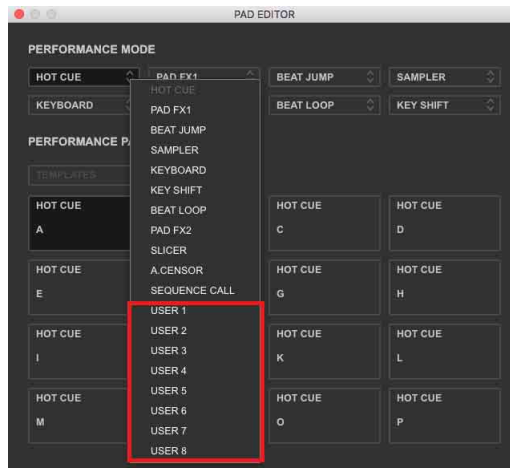 PAD EDITOR
PERFORMANCE MODE
HOT CUE
PAD FX1
BEAT JUMP
SAMPLER
KEYBOARD
BEAT LOOP
KEY SHIFT
HOT CUE
PAD FX1
BEAT JUMP
SAMPLER
KEYBOARD
KEY SHIFT
BEAT LOOP
PAD FX2
SLICER
A.CENSOR
SEQUENCE CALL
USER 1
USER 2
USER 3
USER 4
USER 5
USER 6
USER 7
USER 8
PERFORMANCE PA
TEMPLATES
HOT CUE
A
HOT CUE
C
HOT CUE
D
HOT CUE
E
HOT CUE
G
HOT CUE
H
HOT CUE
I
HOT CUE
K
HOT CUE
L
HOT CUE
M
HOT CUE
O
HOT CUE
P